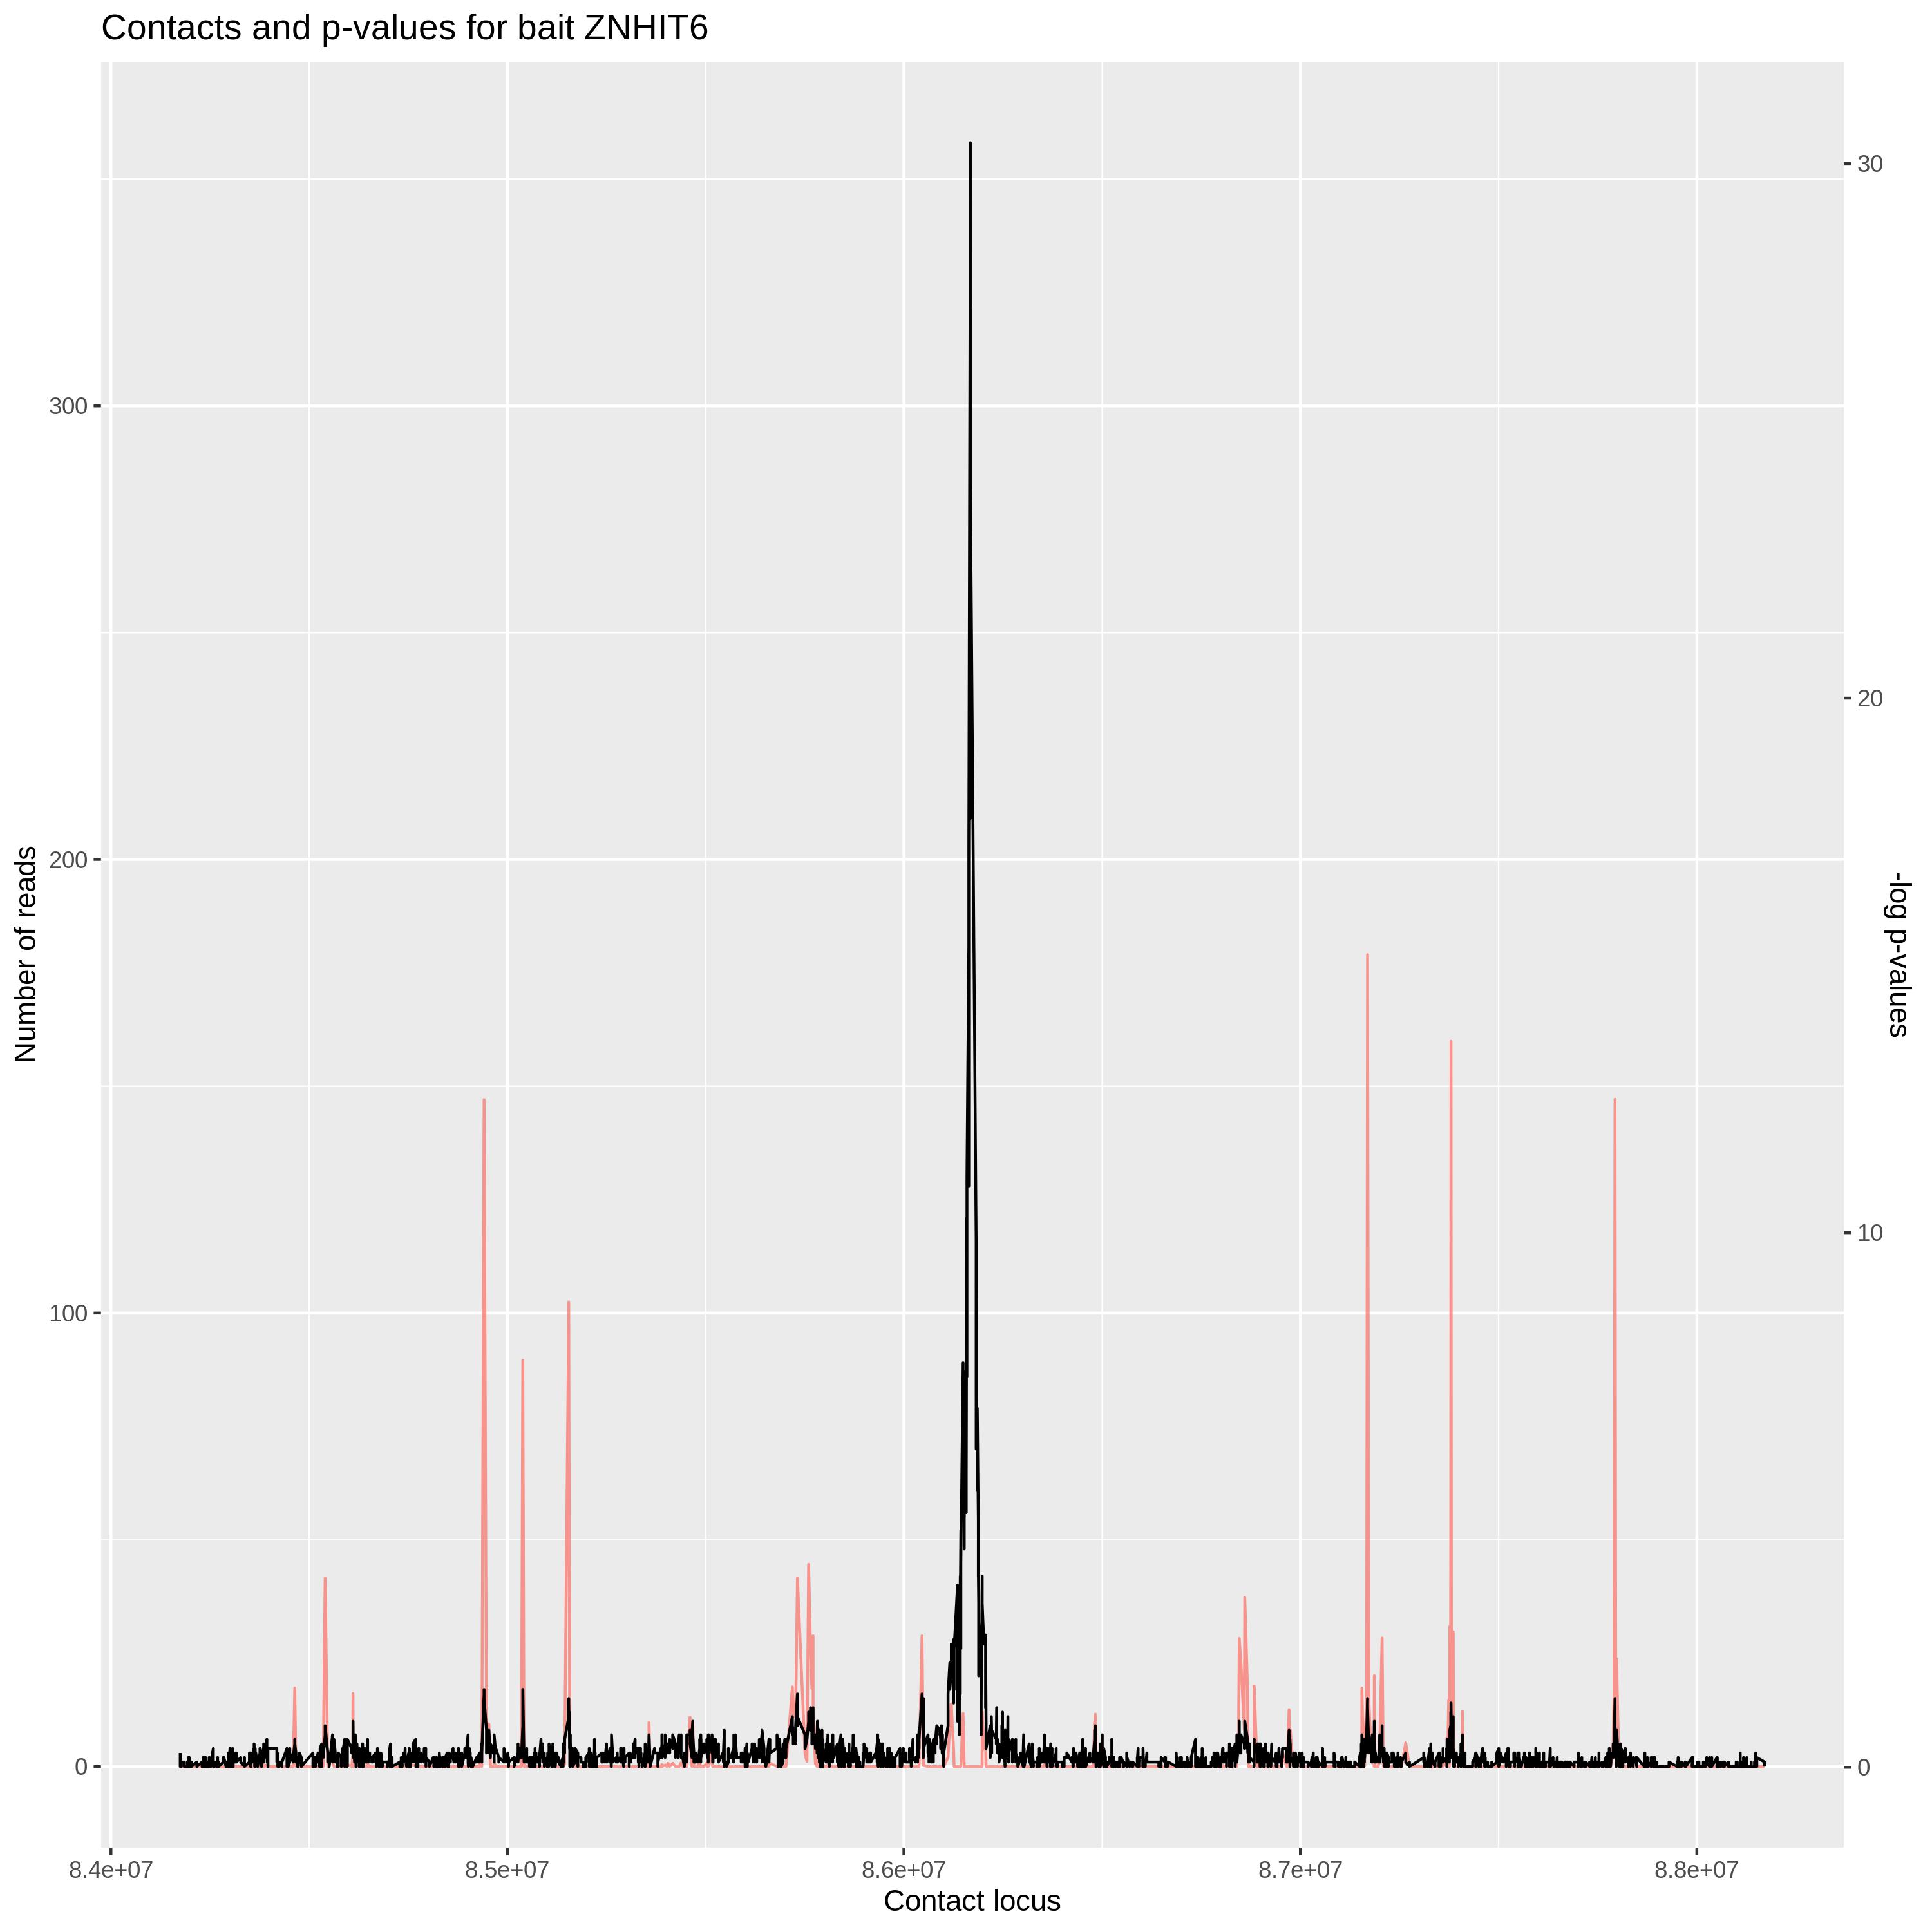 Contacts and p-values for bait ZNHIT6
Number of reads
300
200
100
0
30
20
10
0
-log p-values
8.4e+07 8.5e+07 8.6e+07 8.7e+07 8.8e+07
Contact locus